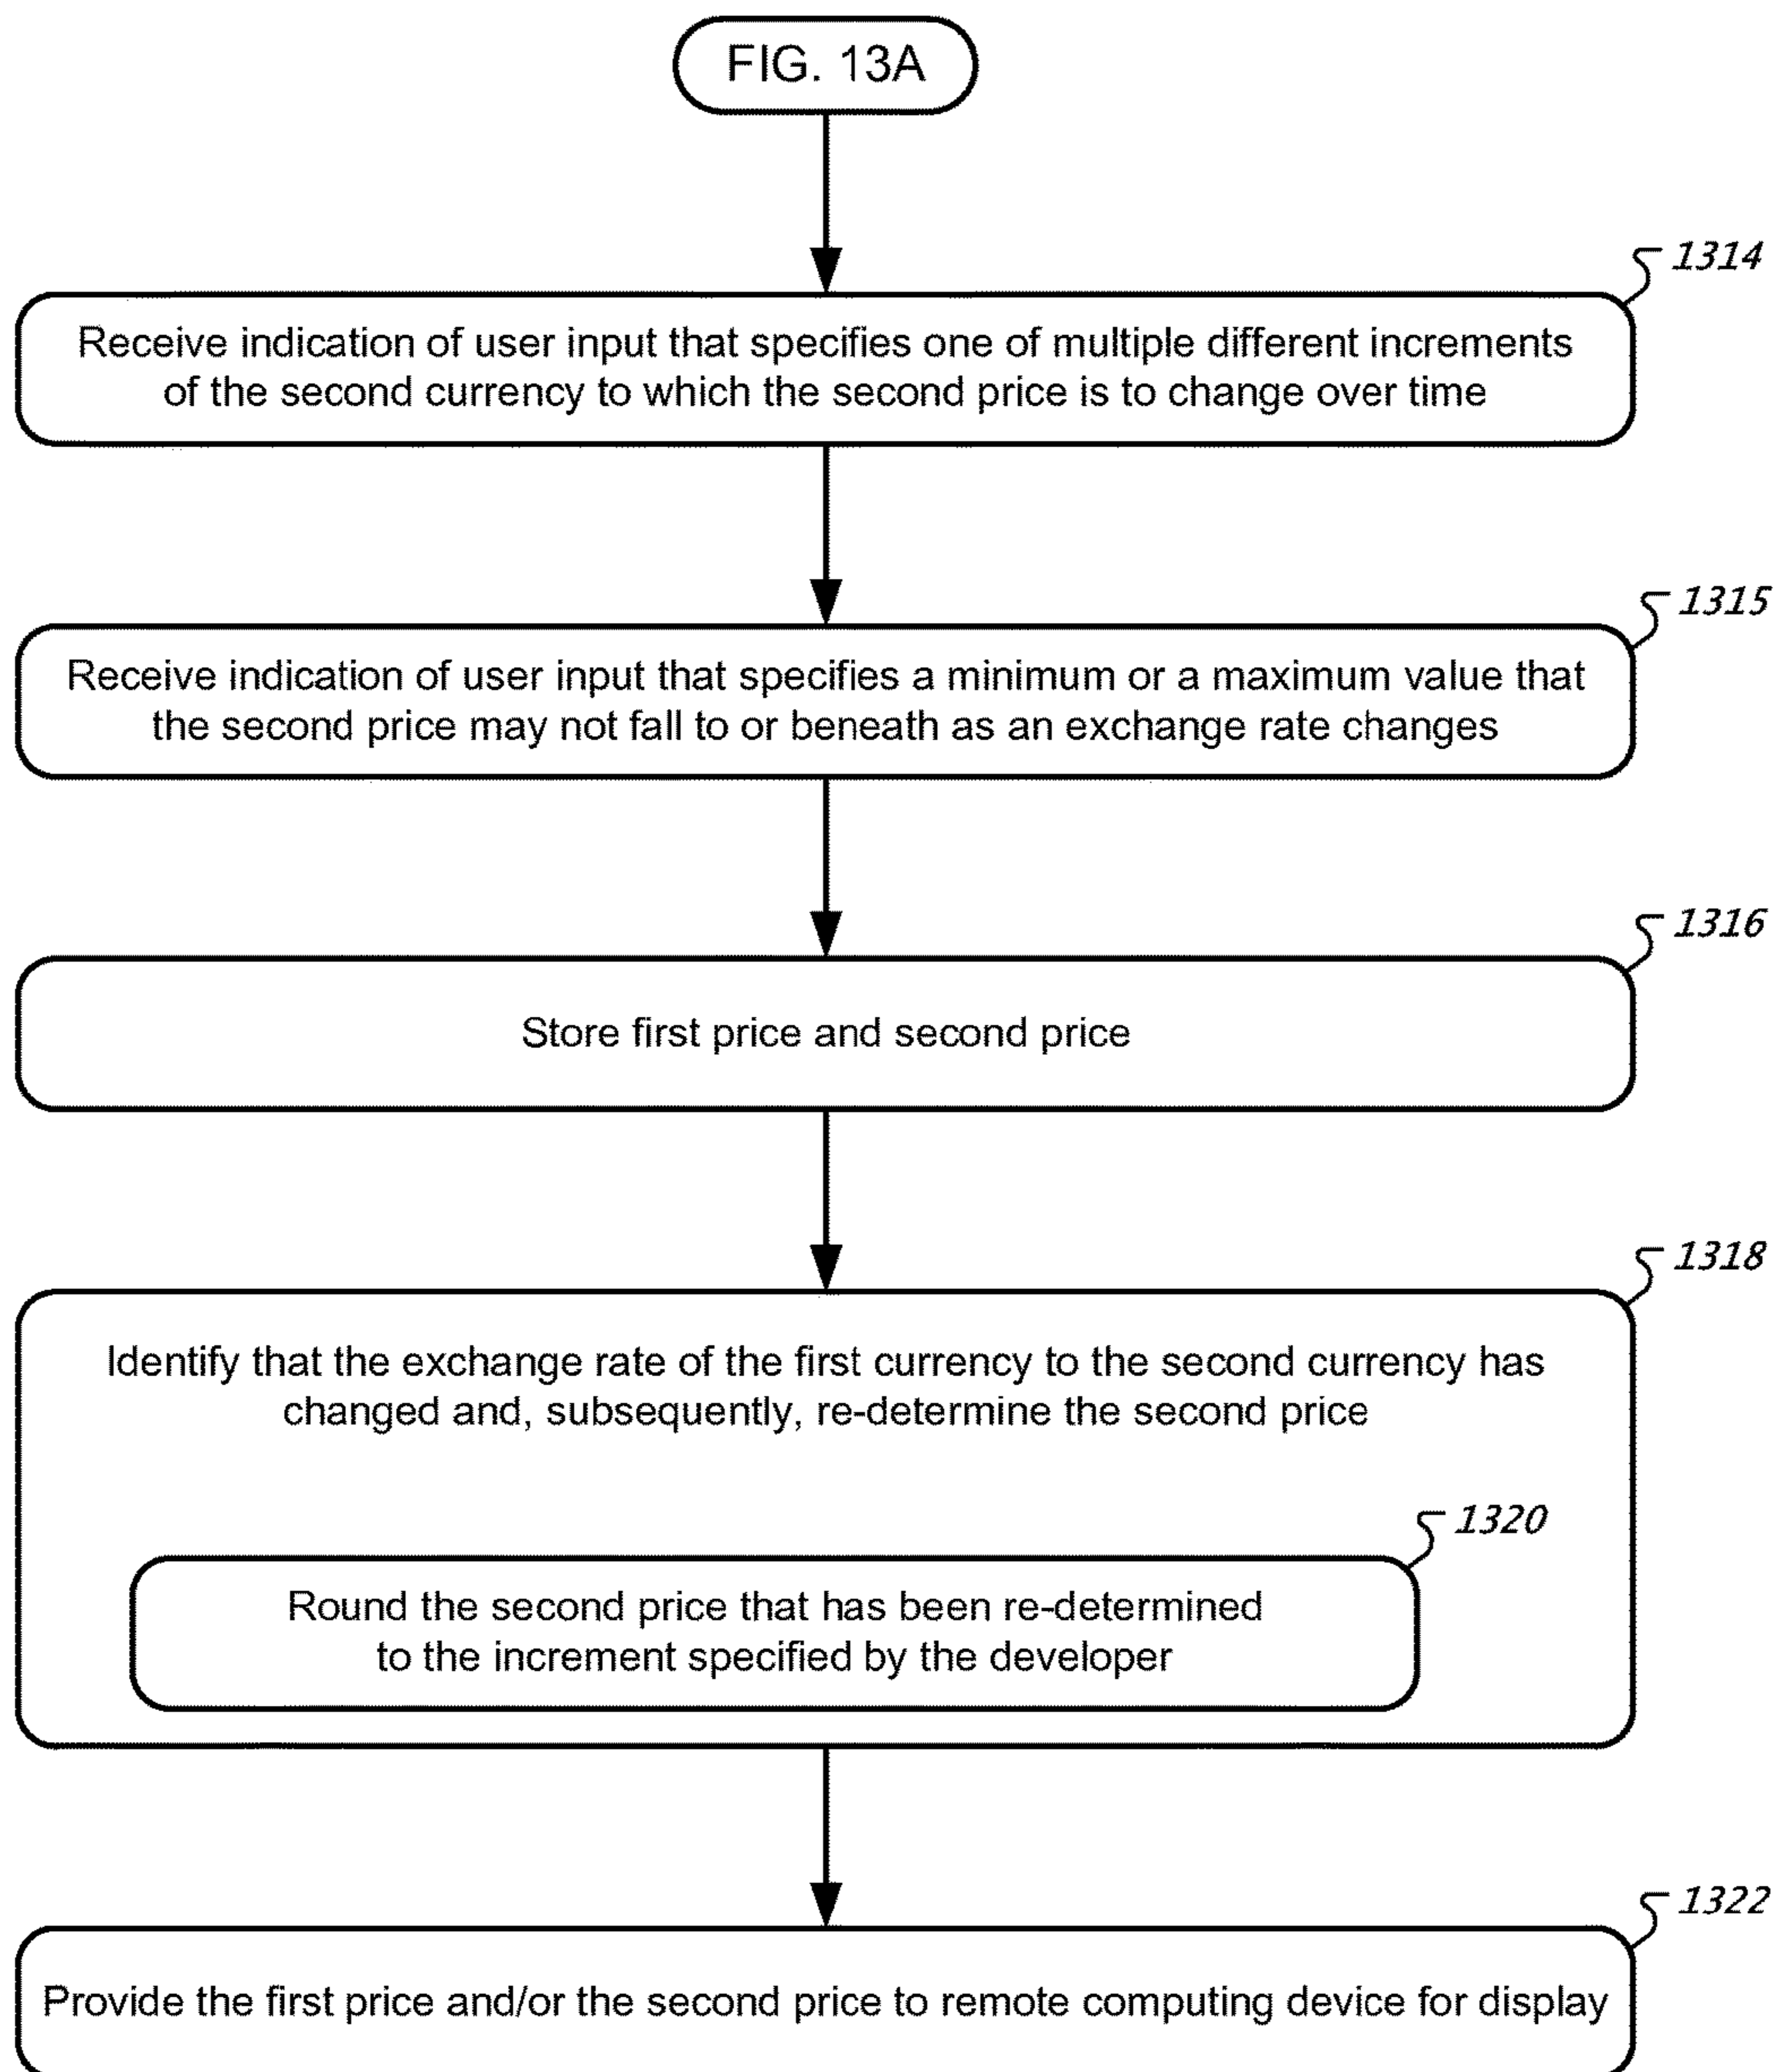 FIG. 13A
1314
Receive indication of user input that specifies one of multiple different increments
of the second currency to which the second price is to change over time
1315
Receive indication of user input that specifies a minimum or a maximum value that
the second price may not fall to or beneath as an exchange rate changes
1316
Store first price and second price
1318
Identify that the exchange rate of the first currency to the second currency has
changed and, subsequently, re-determine the second price
1320
Round the second price that has been re-determined
to the increment specified by the developer
1322
Provide the first price and/or the second price to remote computing device for display